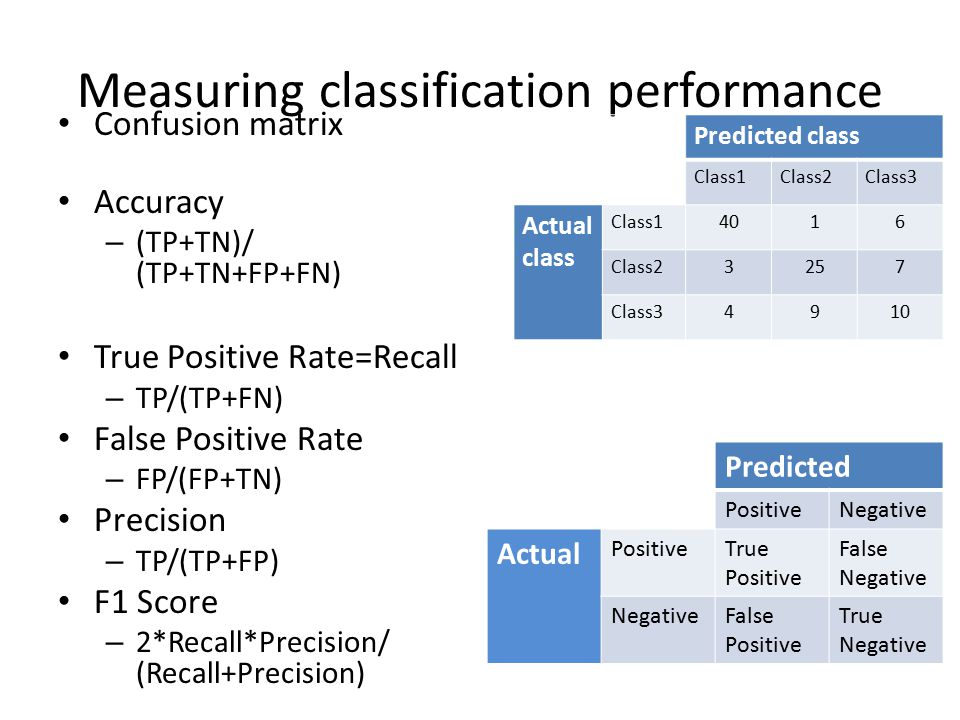 Measuring classification performance
• Confusion matrix
• Accuracy
– (TP+TN)/
(TP+TN+FP+FN)
• True Positive Rate=Recall
– TP/(TP+FN)
• False Positive Rate
– FP/(FP+TN)
• Precision
– TP/(TP+FP)
• F1 Score
– 2*Recall*Precision/
(Recall+Precision)
Predicted class
Class1 Class2 Class3
Actual class Class1 40 1 6
Class2 3 25 7
Class3 4 9 10
Predicted
Positive Negative
Actual Positive True Positive False Negative
Negative False Positive True Negative